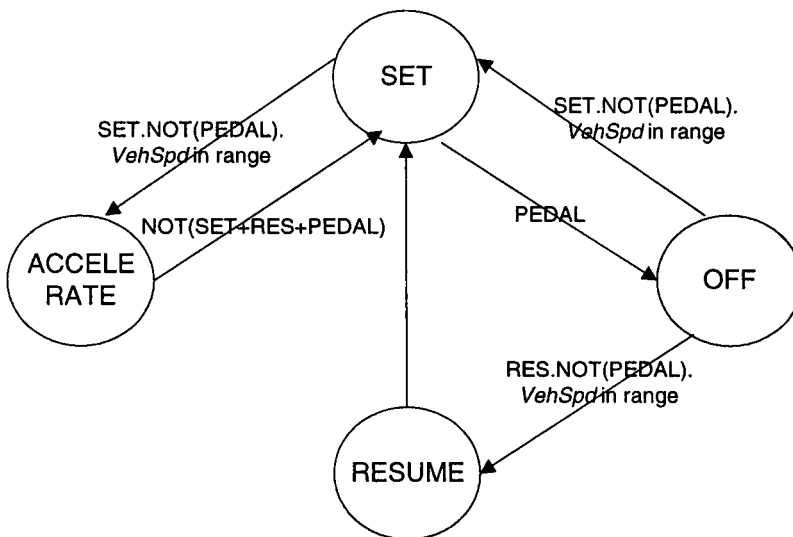 SET
SET.NOT(PEDAL).
VehSpd in range
SET.NOT(PEDAL).
VehSpd in range
NOT(SET+RES+PEDAL)
PEDAL
ACCELE
RATE
OFF
RES.NOT(PEDAL).
VehSpd in range
RESUME